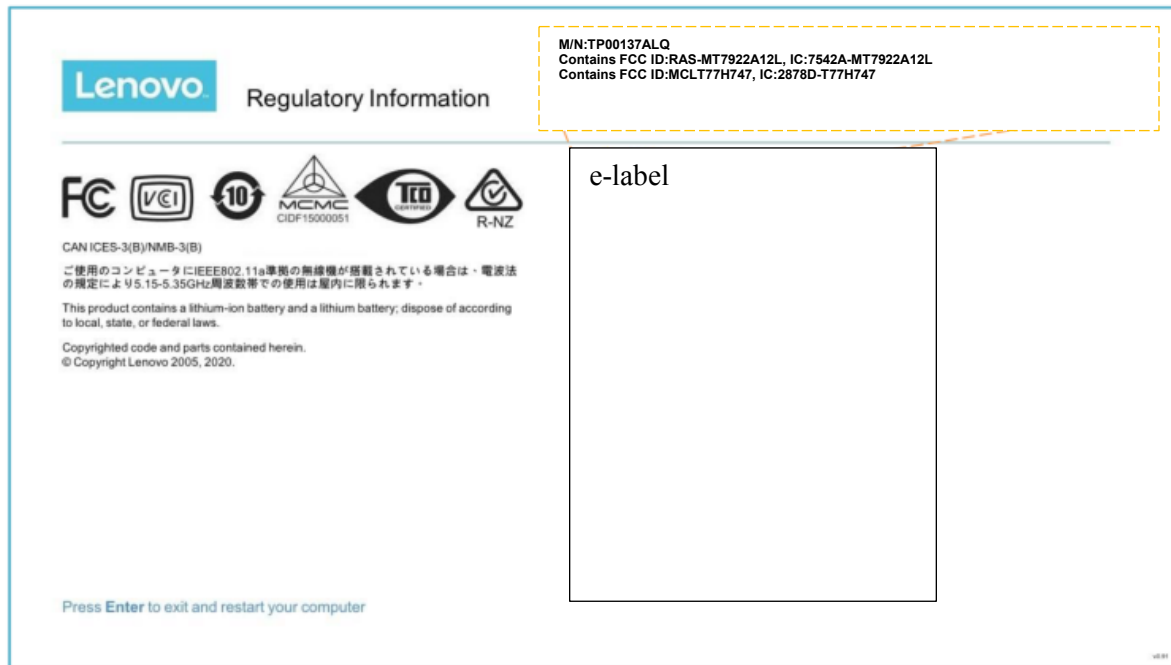 M/N:TP00137ALQ
Contains FCC ID:RAS-MT7922A12L, IC:7542A-MT7922A12L
Contains FCC ID:MCLT77H747, IC:2878D-T77H747
Lenovo
Regulatory Information
e-label
FC
VCI
10
MCMC
CIDF15000051
TCO
CERTIFIED
R-NZ
CAN ICES-3(B)/NMB-3(B)
ご使用のコンピュータにIEEE802.11a準拠の無線機が搭載されている場合は・電波法
の規定により5.15-5.35GHz周波数帯での使用は屋内に限られます・
This product contains a lithium-ion battery and a lithium battery; dispose of according
to local, state, or federal laws.
Copyrighted code and parts contained herein.
© Copyright Lenovo 2005, 2020.
Press Enter to exit and restart your computer